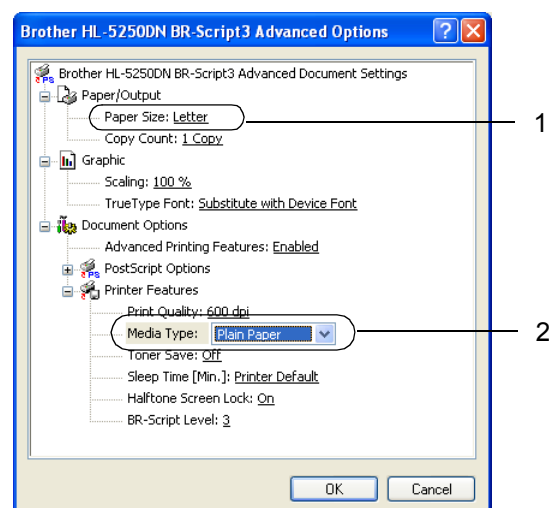 Brother HL-5250DN BR-Script3 Advanced Options
Brother HL-5250DN BR-Script3 Advanced Document Settings
Paper/Output
Paper Size: Letter
1
Copy Count: 1 Copy
Graphic
Scaling: 100 %
TrueType Font: Substitute with Device Font
Document Options
Advanced Printing Features: Enabled
PS PostScript Options
Printer Features
Print Quality: 600 dpi
Media Type: Plain Paper
2
Toner Save: Off
Sleep Time [Min.]: Printer Default
Halftone Screen Lock: On
BR-Script Level: 3
OK
Cancel